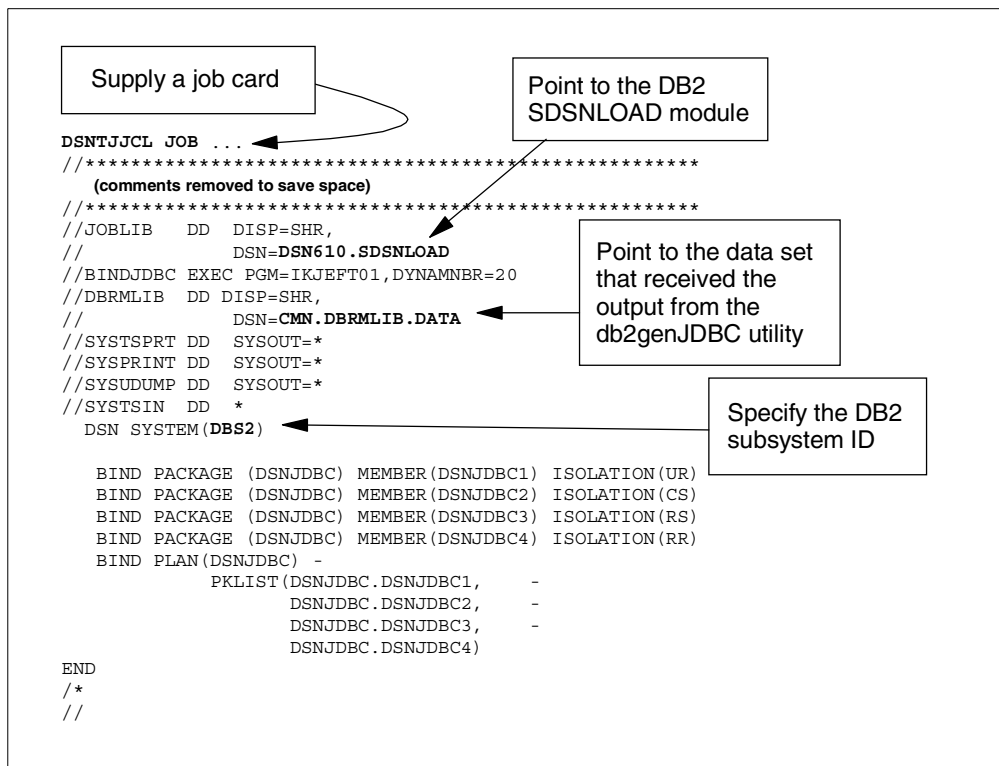 Supply a job card
Point to the DB2
SDSNLOAD module
DSNTJJCL JOB ...
//******************************************************
(comments removed to save space)
//******************************************************
//JOBLIB   DD  DISP=SHR,
//             DSN=DSN610.SDSNLOAD
//BINDJDBC EXEC PGM=IKJEFT01,DYNAMNBR=20
//DBRMLIB  DD DISP=SHR,
//             DSN=CMN.DBRMLIB.DATA
//SYSTSPRT DD  SYSOUT=*
//SYSPRINT DD  SYSOUT=*
//SYSUDUMP DD  SYSOUT=*
//SYSTSIN  DD  *
DSN SYSTEM(DBS2)
Point to the data set
that received the
output from the
db2genJDBC utility
Specify the DB2
subsystem ID
BIND PACKAGE (DSNJDBC) MEMBER(DSNJDBC1) ISOLATION(UR)
BIND PACKAGE (DSNJDBC) MEMBER(DSNJDBC2) ISOLATION(CS)
BIND PACKAGE (DSNJDBC) MEMBER(DSNJDBC3) ISOLATION(RS)
BIND PACKAGE (DSNJDBC) MEMBER(DSNJDBC4) ISOLATION(RR)
BIND PLAN(DSNJDBC) -
PKLIST(DSNJDBC.DSNJDBC1,    -
DSNJDBC.DSNJDBC2,    -
DSNJDBC.DSNJDBC3,    -
DSNJDBC.DSNJDBC4)
END
/*
//